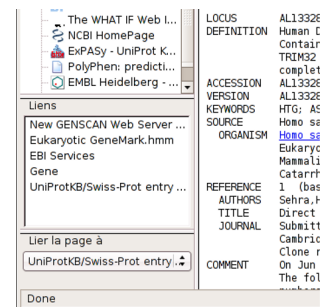 The WHAT IF Web I...
NCBI HomePage
ExPASy - UniProt K...
PolyPhen: predicti...
EMBL Heidelberg - ...
Liens
New GENSCAN Web Server ...
Eukaryotic GeneMark.hmm
EBI Services
Gene
UniProtKB/Swiss-Prot entry ...
Lier la page à
UniProtKB/Swiss-Prot entry
Done
LOCUS AL13328
DEFINITION Human D
Contain
TRIM32
complet
ACCESSION AL13328
VERSION AL13328
KEYWORDS HTG; AS
SOURCE Homo sa
ORGANISM Homo sa
Eukaryo
Mammali
Catarrh
REFERENCE 1 (bas
AUTHORS Sehra,H
TITLE Direct
JOURNAL Submitt
Cambrid
Clone r
COMMENT On Jun
The fol